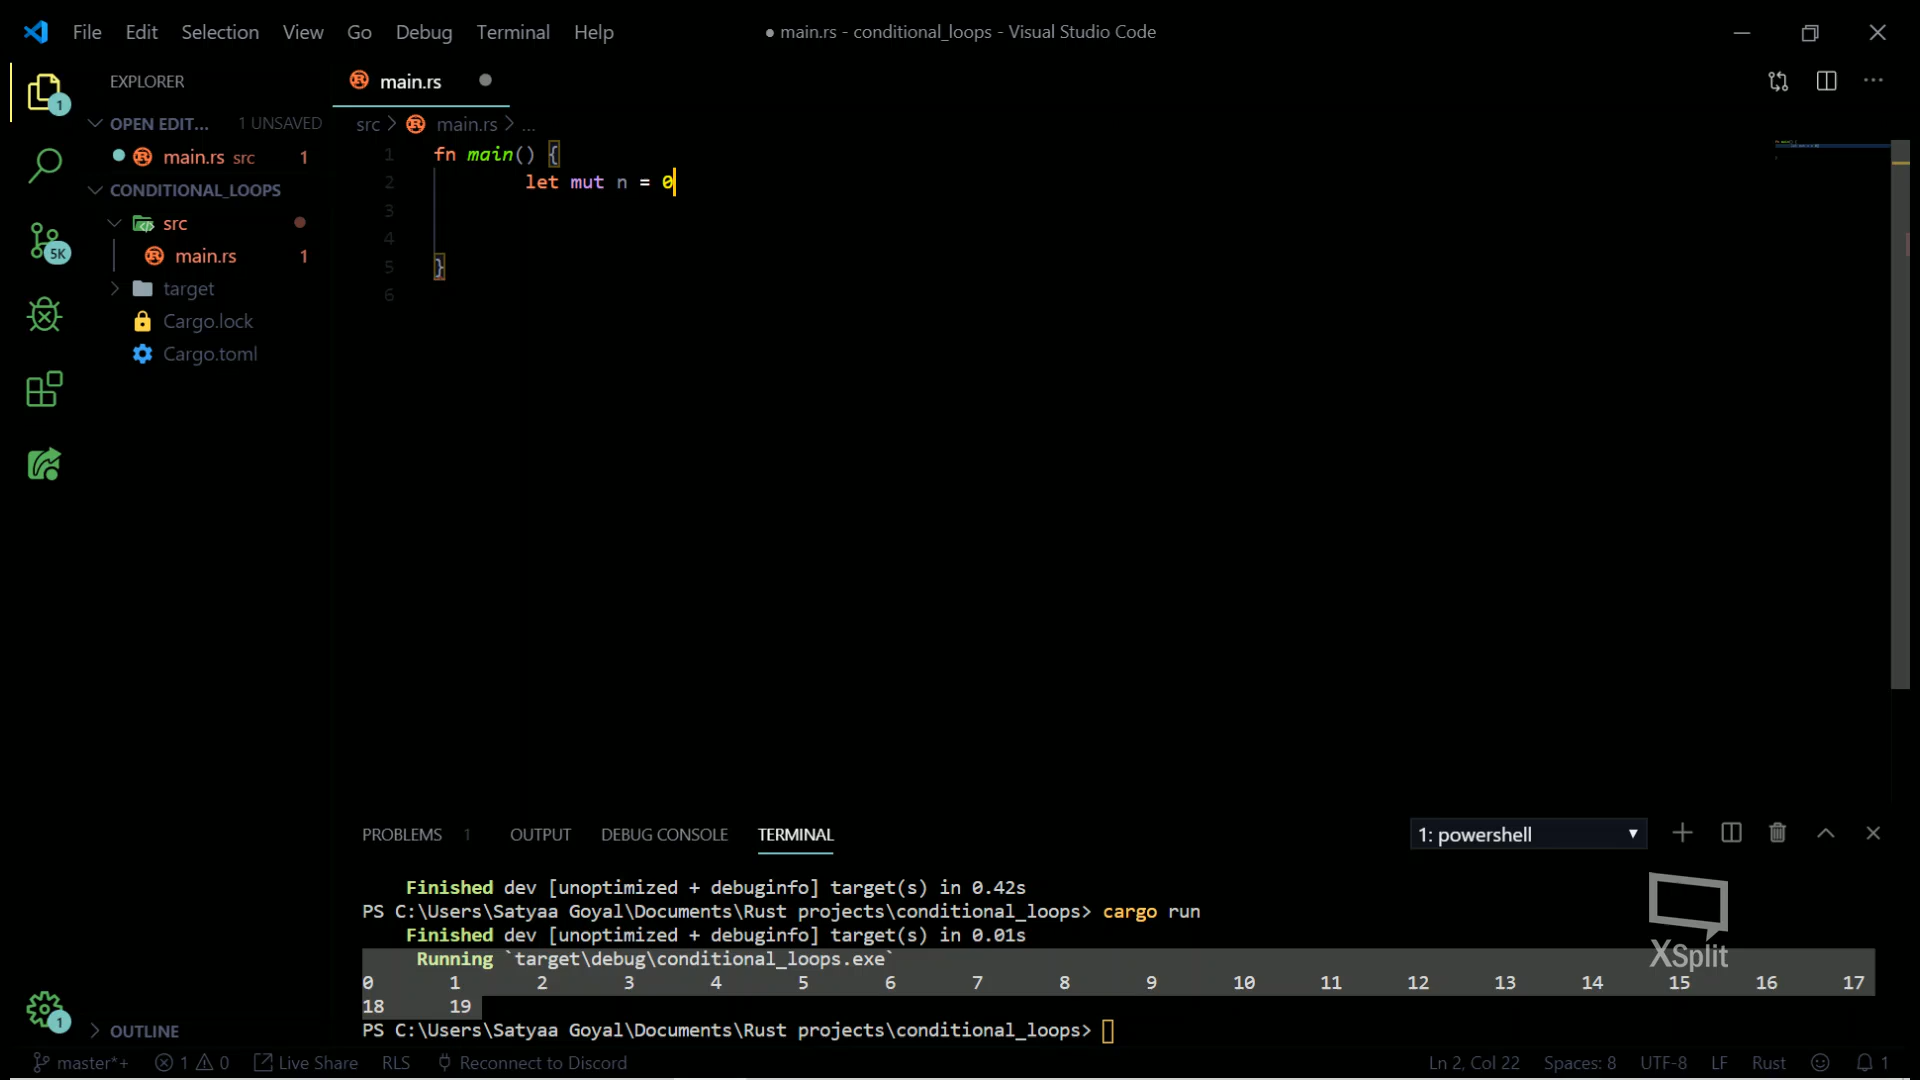 File Edit Selection View Go Debug Terminal Help ● main.rs - conditional_loops - Visual Studio Code
EXPLORER
main.rs
OPEN EDIT... 1 UNSAVED
main.rs src 1
CONDITIONAL_LOOPS
src
main.rs 1
target
Cargo.lock
Cargo.toml
OUTLINE
1
5K
1
src > main.rs > ...
1 fn main() {
2 let mut n = 0
3
4
5 }
6
PROBLEMS 1 OUTPUT DEBUG CONSOLE TERMINAL 1: powershell
Finished dev [unoptimized + debuginfo] target(s) in 0.42s
PS C:\Users\Satyaa Goyal\Documents\Rust projects\conditional_loops> cargo run
Finished dev [unoptimized + debuginfo] target(s) in 0.01s
Running `target\debug\conditional_loops.exe`
0 1 2 3 4 5 6 7 8 9 10 11 12 13 14 15 16 17
18 19
PS C:\Users\Satyaa Goyal\Documents\Rust projects\conditional_loops>
XSplit
master*+ 1 0 Live Share RLS Reconnect to Discord Ln 2, Col 22 Spaces: 8 UTF-8 LF Rust 1